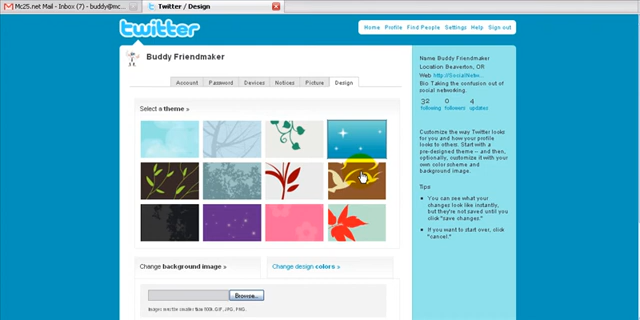 Mc25.net Mail - Inbox (7) - buddy@mc...
Twitter / Design
twitter
Home Profile Find People Settings Help Sign out
Buddy Friendmaker
Account Password Devices Notices Picture Design
Select a theme »
Change background image »
Change design colors »
Browse...
Name Buddy Friendmaker
Location Beaverton, OR
Web http://SocialNetw...
Bio Taking the confusion out of
social networking.
32 0 4
following followers updates
Customize the way Twitter looks
for you and how your profile
looks to others. Start with a
pre-designed theme – and then,
optionally, customize it with your
own color scheme and
background image.
Tips
• You can see what your
changes look like instantly,
but they're not saved until you
click "save changes."
• If you want to start over, click
"cancel."